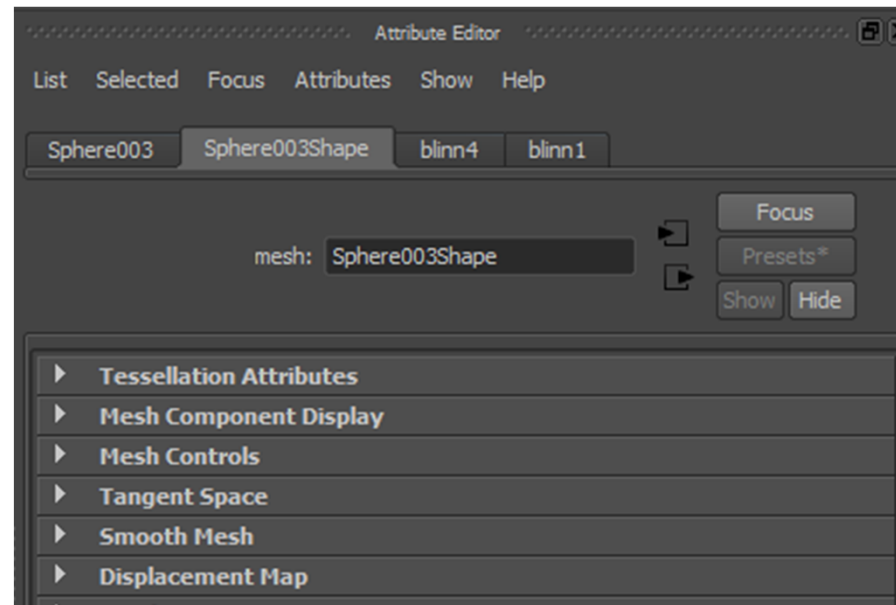 Attribute Editor
List Selected Focus Attributes Show Help
Sphere003 Sphere003Shape blinn4 blinn1
Focus
mesh: Sphere003Shape Presets*
Show Hide
Tessellation Attributes
Mesh Component Display
Mesh Controls
Tangent Space
Smooth Mesh
Displacement Map